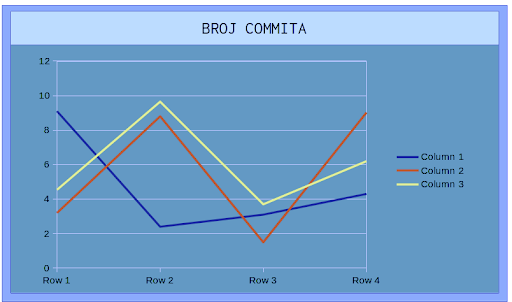 BROJ COMMITA
12
10
8
6
4
2
0
Row 1 Row 2 Row 3 Row 4
Column 1
Column 2
Column 3